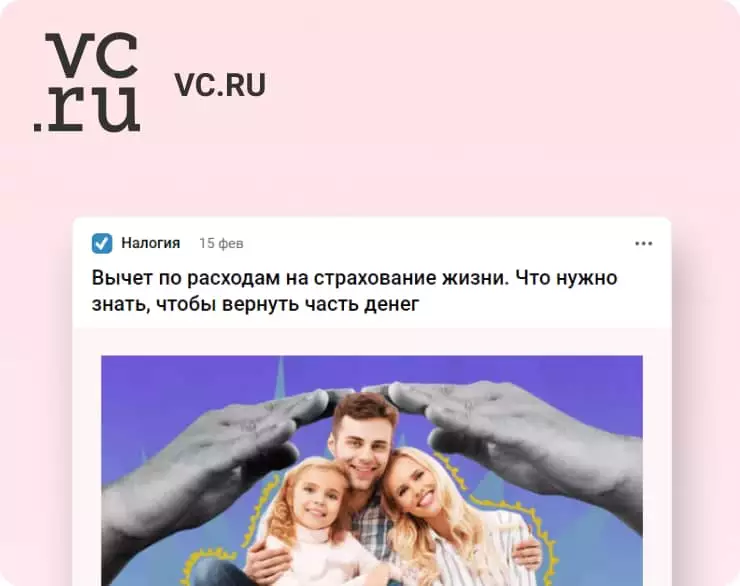 vc
.ru
VC.RU
Налогия 15 фев
Вычет по расходам на страхование жизни. Что нужно
знать, чтобы вернуть часть денег